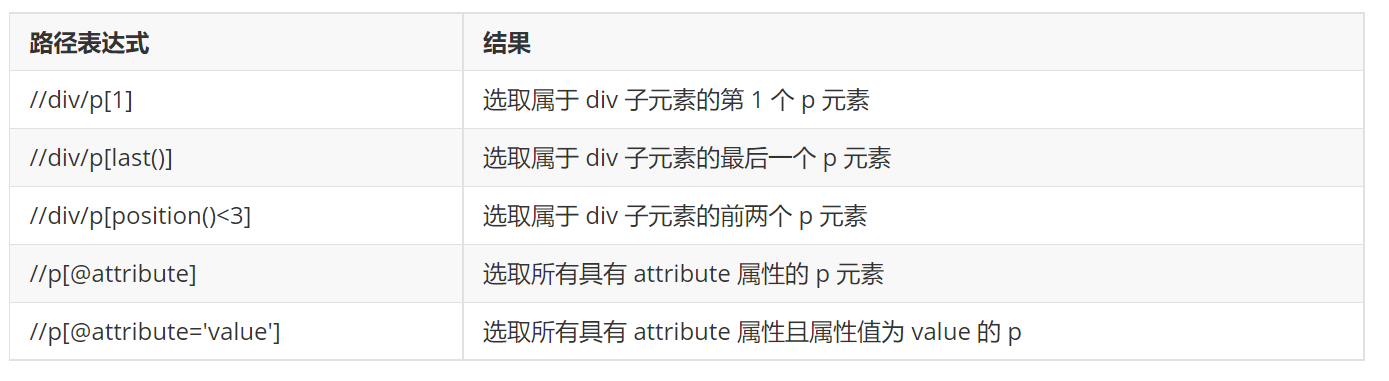 路径表达式 结果
//div/p[1] 选取属于 div 子元素的第 1 个 p 元素
//div/p[last()] 选取属于 div 子元素的最后一个 p 元素
//div/p[position()<3] 选取属于 div 子元素的前两个 p 元素
//p[@attribute] 选取所有具有 attribute 属性的 p 元素
//p[@attribute='value'] 选取所有具有 attribute 属性且属性值为 value 的 p